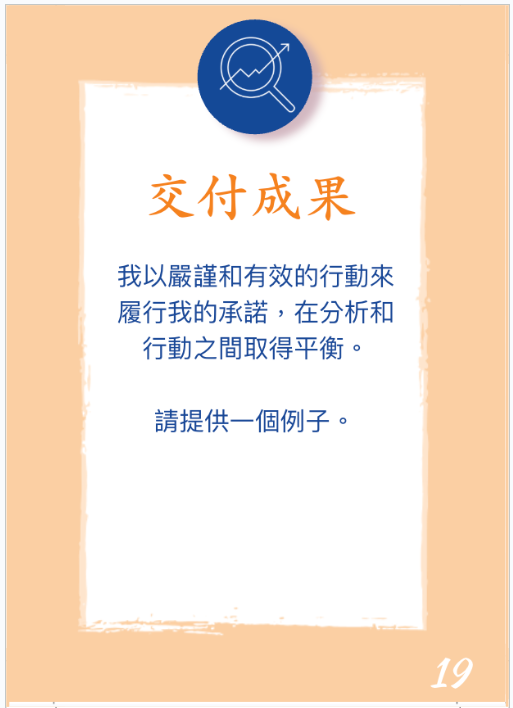 交付成果
我以嚴謹和有效的行動來
履行我的承諾，在分析和
行動之間取得平衡。
請提供一個例子。
19